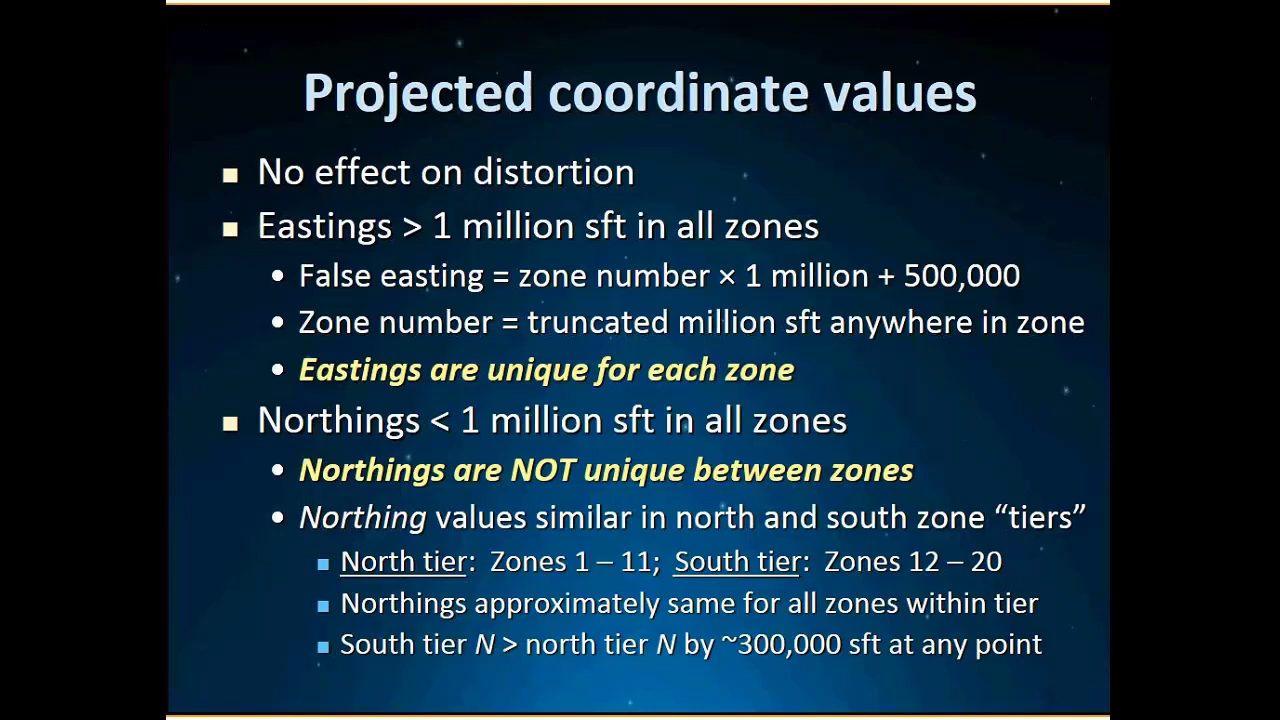 Projected coordinate values
No effect on distortion
Eastings > 1 million sft in all zones
False easting = zone number × 1 million + 500,000
Zone number = truncated million sft anywhere in zone
Eastings are unique for each zone
Northings < 1 million sft in all zones
Northings are NOT unique between zones
Northing values similar in north and south zone “tiers”
North tier: Zones 1 – 11; South tier: Zones 12 – 20
Northings approximately same for all zones within tier
South tier N > north tier N by ~300,000 sft at any point